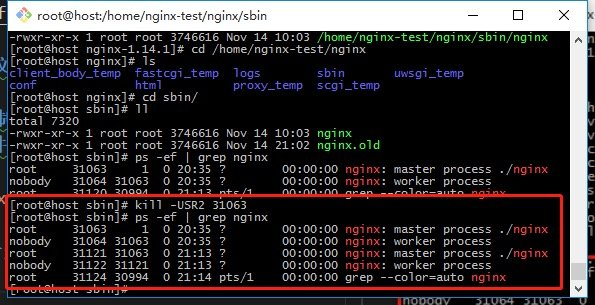 root@host:/home/nginx-test/nginx/sbin
-rwxr-xr-x 1 root root 3746616 Nov 14 10:03 /home/nginx-test/nginx/sbin/nginx
[root@host nginx-1.14.1]# cd /home/nginx-test/nginx
[root@host nginx]# ls
client_body_temp fastcgi_temp logs sbin uwsgi_temp
conf html proxy_temp scgi_temp
[root@host nginx]# cd sbin/
[root@host sbin]# ll
total 7320
-rwxr-xr-x 1 root root 3746616 Nov 14 10:03 nginx
-rwxr-xr-x 1 root root 3746616 Nov 14 21:02 nginx.old
[root@host sbin]# ps -ef | grep nginx
root 31063 1 0 20:35 ? 00:00:00 nginx: master process ./nginx
nobody 31064 31063 0 20:35 ? 00:00:00 nginx: worker process
root 31120 30994 0 21:13 pts/1 00:00:00 grep --color=auto nginx
[root@host sbin]# kill -USR2 31063
[root@host sbin]# ps -ef | grep nginx
root 31063 1 0 20:35 ? 00:00:00 nginx: master process ./nginx
nobody 31064 31063 0 20:35 ? 00:00:00 nginx: worker process
root 31121 31063 0 21:13 ? 00:00:00 nginx: master process ./nginx
nobody 31122 31121 0 21:13 ? 00:00:00 nginx: worker process
root 31124 30994 0 21:14 pts/1 00:00:00 grep --color=auto nginx
[root@host sbin]#
nobody 31064 31063 0